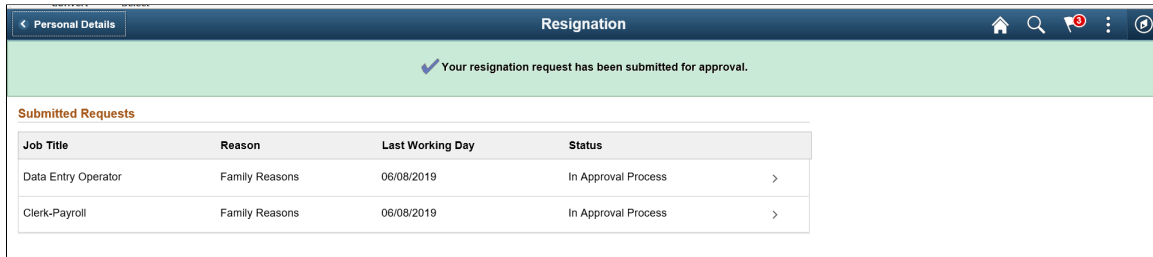 Personal Details
Resignation
3
Your resignation request has been submitted for approval.
Submitted Requests
Job Title Reason Last Working Day Status
Data Entry Operator Family Reasons 06/08/2019 In Approval Process
Clerk-Payroll Family Reasons 06/08/2019 In Approval Process